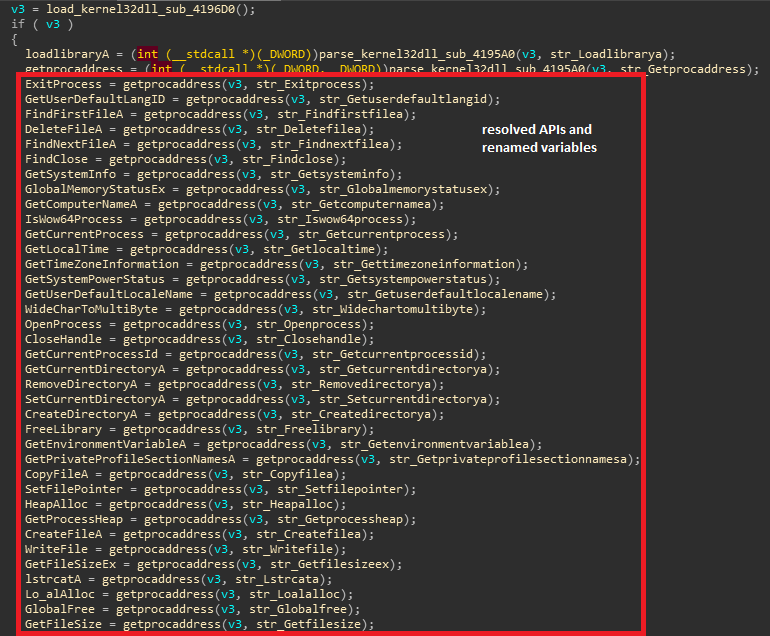 v3 = load_kernel32dll_sub_4196D0();
if ( v3 )
{
loadlibraryA = (int (__stdcall *)(_DWORD))parse_kernel32dll_sub_4195A0(v3, str_Loadlibrarya);
getprocaddress = (int (__stdcall *)(_DWORD, _DWORD))parse_kernel32dll_sub_4195A0(v3, str_Getprocaddress);
ExitProcess = getprocaddress(v3, str_Exitprocess);
GetUserDefaultLangID = getprocaddress(v3, str_Getuserdefaultlangid);
FindFirstFileA = getprocaddress(v3, str_Findfirstfilea);
DeleteFileA = getprocaddress(v3, str_Deletefilea);
FindNextFileA = getprocaddress(v3, str_Findnextfilea);
FindClose = getprocaddress(v3, str_Findclose);
GetSystemInfo = getprocaddress(v3, str_Getsysteminfo);
GlobalMemoryStatusEx = getprocaddress(v3, str_Globalmemorystatusex);
GetComputerNameA = getprocaddress(v3, str_Getcomputernamea);
IsWow64Process = getprocaddress(v3, str_Iswow64process);
GetCurrentProcess = getprocaddress(v3, str_Getcurrentprocess);
GetLocalTime = getprocaddress(v3, str_Getlocaltime);
GetTimeZoneInformation = getprocaddress(v3, str_Gettimezoneinformation);
GetSystemPowerStatus = getprocaddress(v3, str_Getsystempowerstatus);
GetUserDefaultLocaleName = getprocaddress(v3, str_Getuserdefaultlocalename);
WideCharToMultiByte = getprocaddress(v3, str_Widechartomultibyte);
OpenProcess = getprocaddress(v3, str_Openprocess);
CloseHandle = getprocaddress(v3, str_Closehandle);
GetCurrentProcessId = getprocaddress(v3, str_Getcurrentprocessid);
GetCurrentDirectoryA = getprocaddress(v3, str_Getcurrentdirectorya);
RemoveDirectoryA = getprocaddress(v3, str_Removedirectorya);
SetCurrentDirectoryA = getprocaddress(v3, str_Setcurrentdirectorya);
CreateDirectoryA = getprocaddress(v3, str_Createdirectorya);
FreeLibrary = getprocaddress(v3, str_Freelibrary);
GetEnvironmentVariableA = getprocaddress(v3, str_Getenvironmentvariablea);
GetPrivateProfileSectionNamesA = getprocaddress(v3, str_Getprivateprofilesectionnamesa);
CopyFileA = getprocaddress(v3, str_Copyfilea);
SetFilePointer = getprocaddress(v3, str_Setfilepointer);
HeapAlloc = getprocaddress(v3, str_Heapalloc);
GetProcessHeap = getprocaddress(v3, str_Getprocessheap);
CreateFileA = getprocaddress(v3, str_Createfilea);
WriteFile = getprocaddress(v3, str_Writefile);
GetFileSizeEx = getprocaddress(v3, str_Getfilesizeex);
lstrcatA = getprocaddress(v3, str_Lstrcata);
Lo_alAlloc = getprocaddress(v3, str_Loalalloc);
GlobalFree = getprocaddress(v3, str_Globalfree);
GetFileSize = getprocaddress(v3, str_Getfilesize);
resolved APIs and
renamed variables